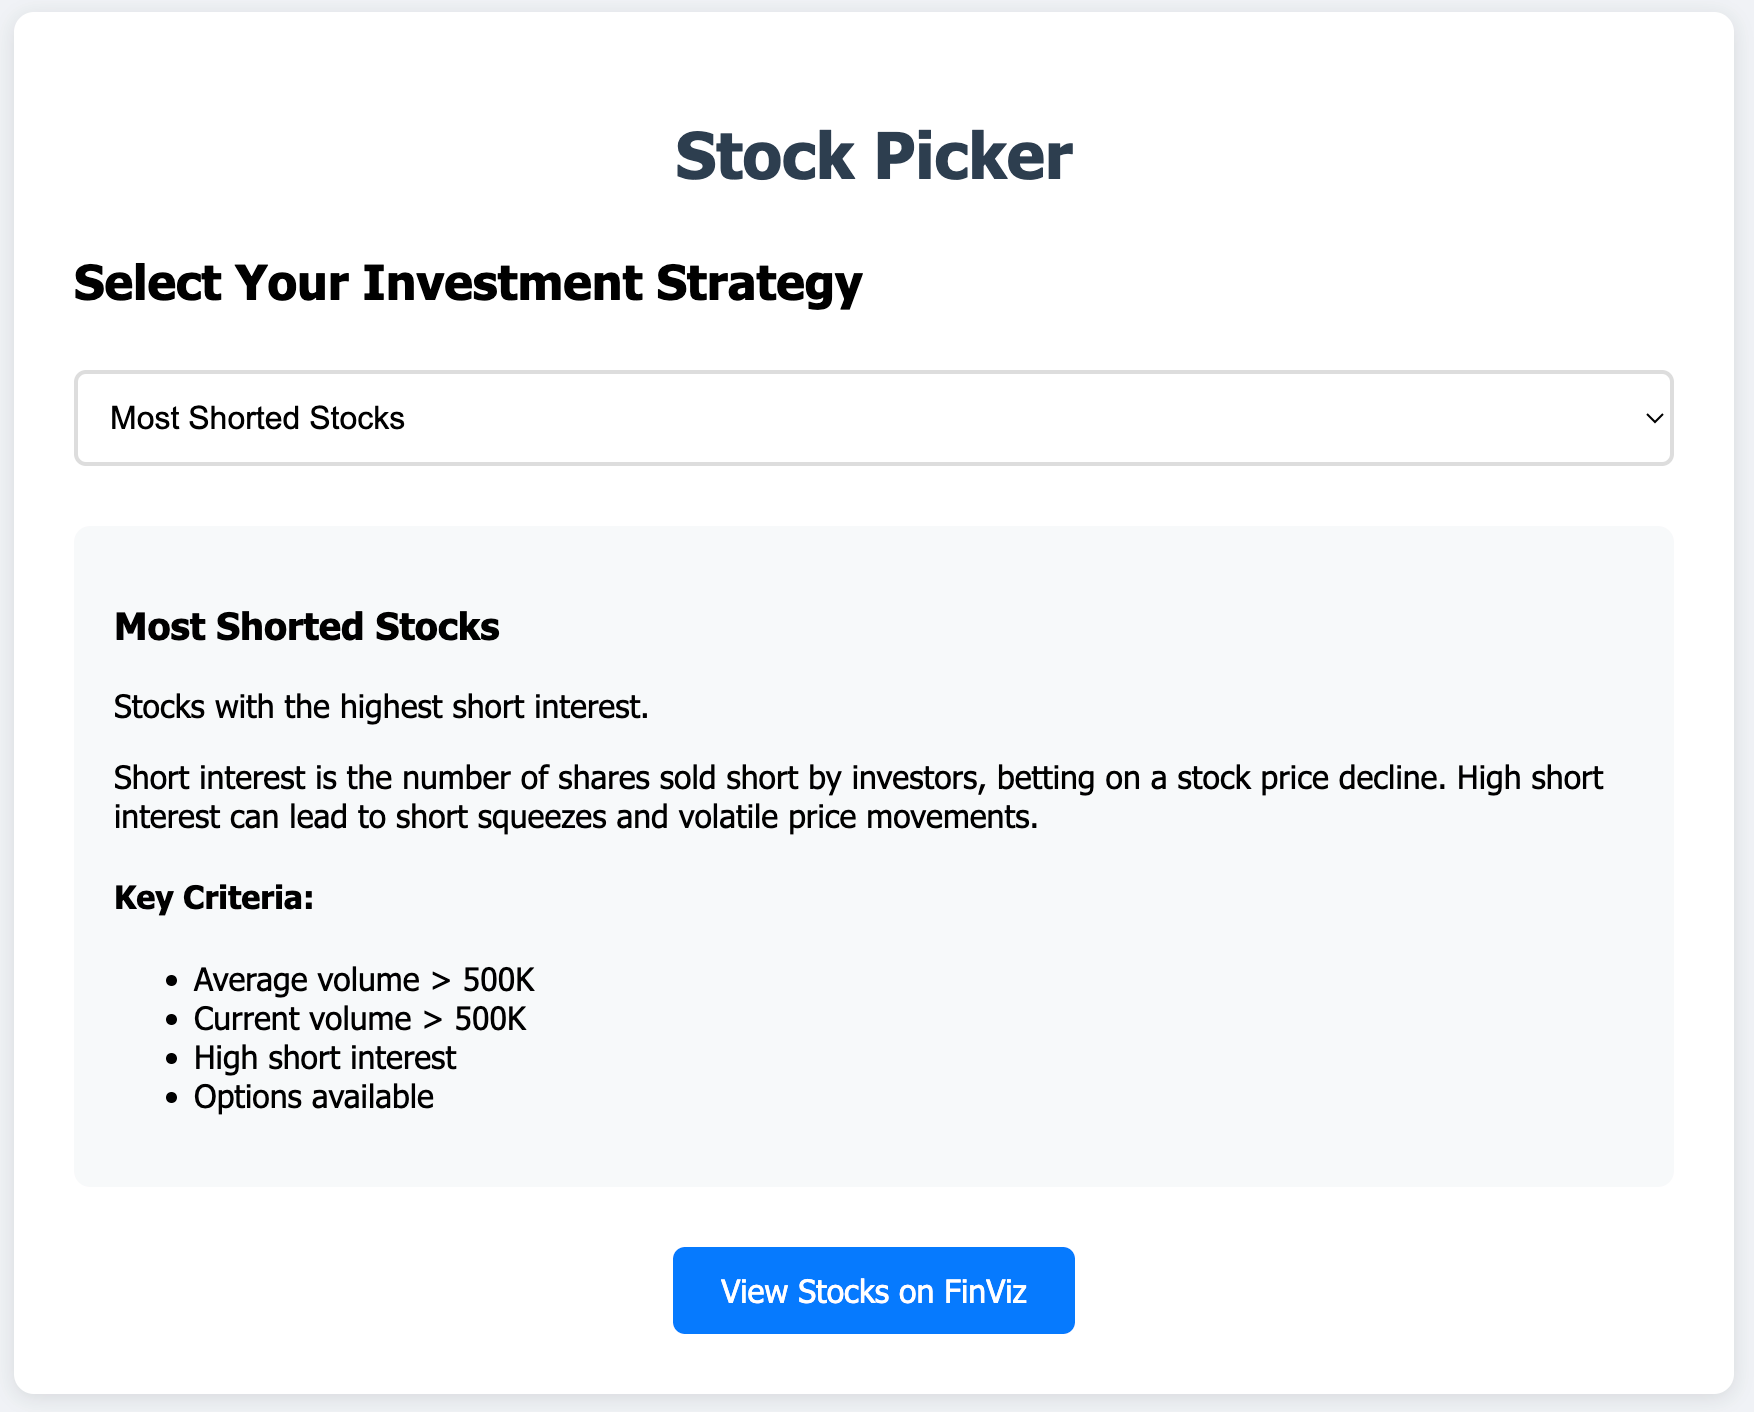 Stock Picker
Select Your Investment Strategy
Most Shorted Stocks
Most Shorted Stocks
Stocks with the highest short interest.
Short interest is the number of shares sold short by investors, betting on a stock price decline. High short
interest can lead to short squeezes and volatile price movements.
Key Criteria:
• Average volume > 500K
• Current volume > 500K
• High short interest
• Options available
View Stocks on FinViz